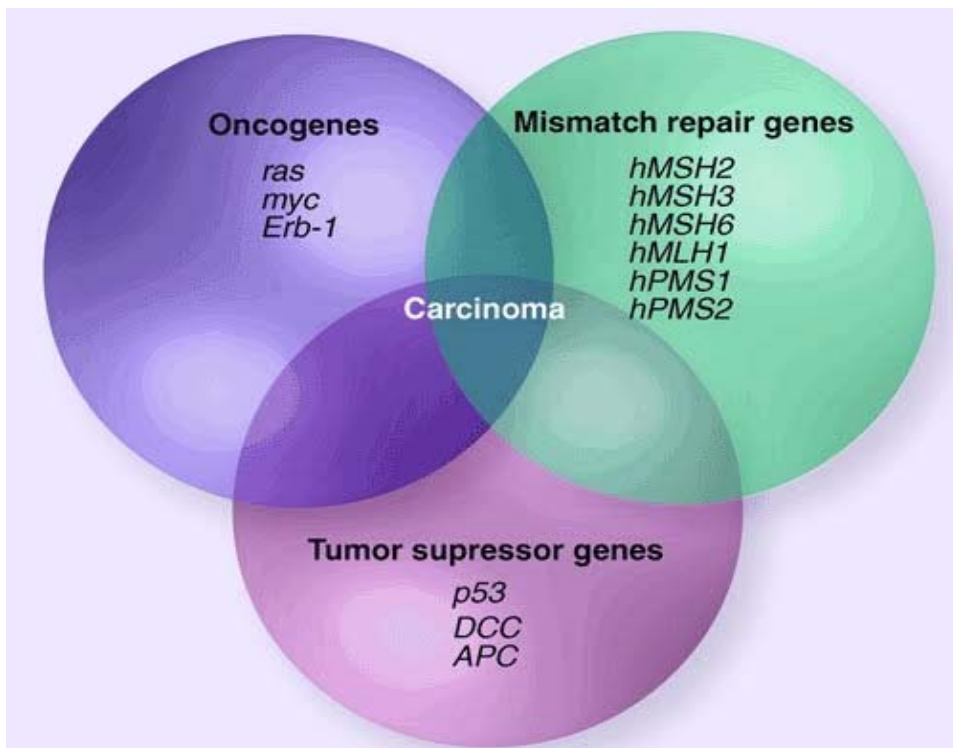 Oncogenes
ras
myc
Erb-1
Mismatch repair genes
hMSH2
hMSH3
hMSH6
hMLH1
hPMS1
hPMS2
Carcinoma
Tumor supressor genes
p53
DCC
APC